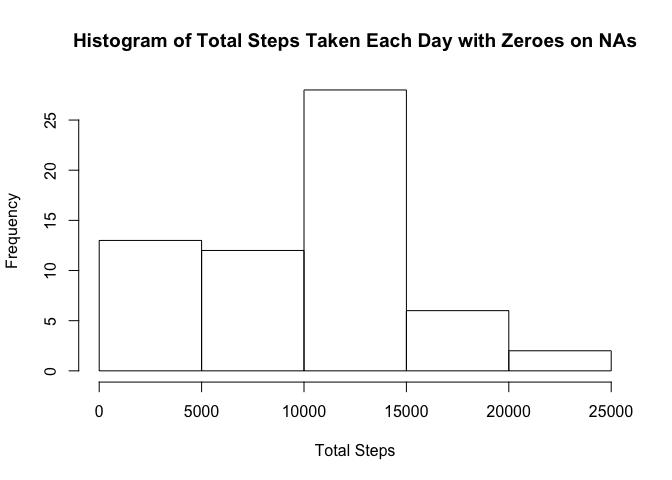 Histogram of Total Steps Taken Each Day with Zeroes on NAs
Frequency
25
20
15
10
5
0
0 5000 10000 15000 20000 25000
Total Steps